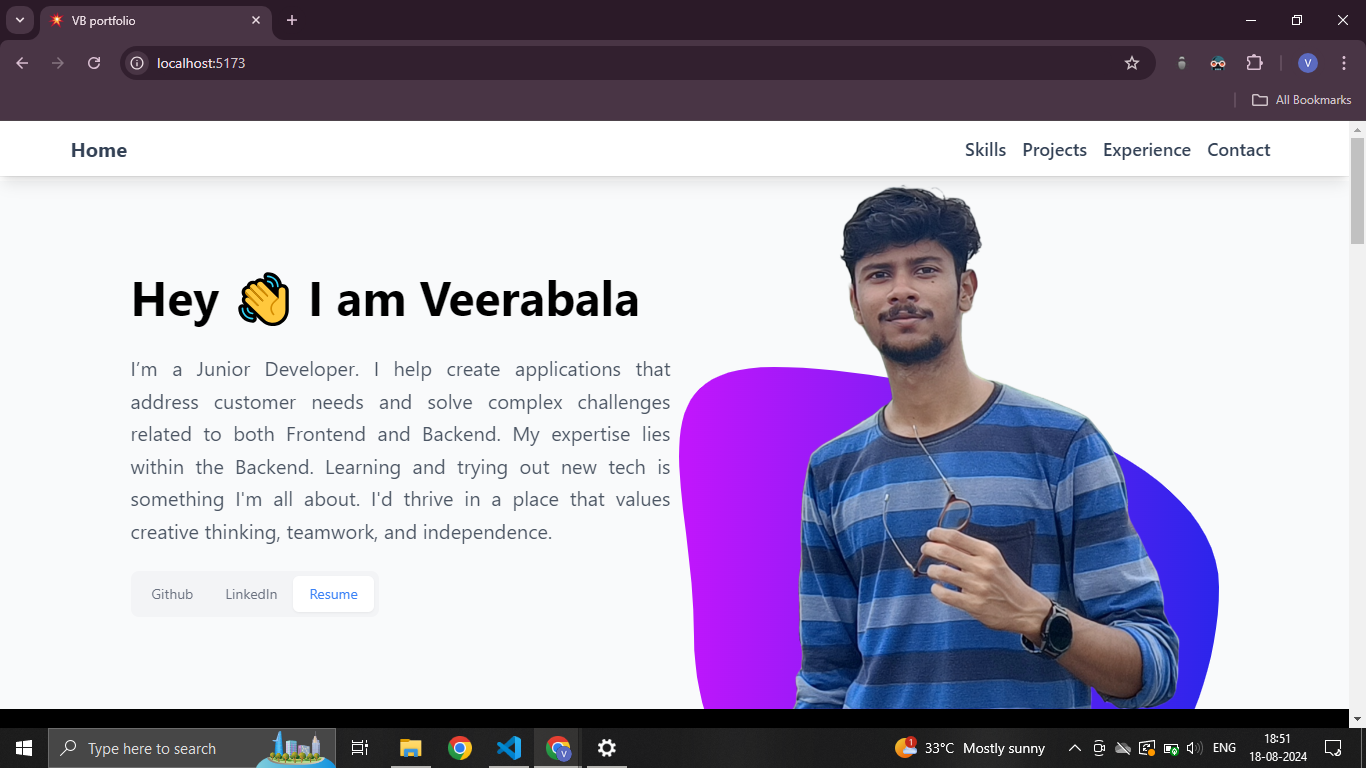 VB portfolio
localhost:5173
V
All Bookmarks
Home Skills Projects Experience Contact
Hey 👋 I am Veerabala
I’m a Junior Developer. I help create applications that
address customer needs and solve complex challenges
related to both Frontend and Backend. My expertise lies
within the Backend. Learning and trying out new tech is
something I'm all about. I'd thrive in a place that values
creative thinking, teamwork, and independence.
Github LinkedIn Resume
Type here to search
V
1
33°C Mostly sunny
ENG
18:51
18-08-2024